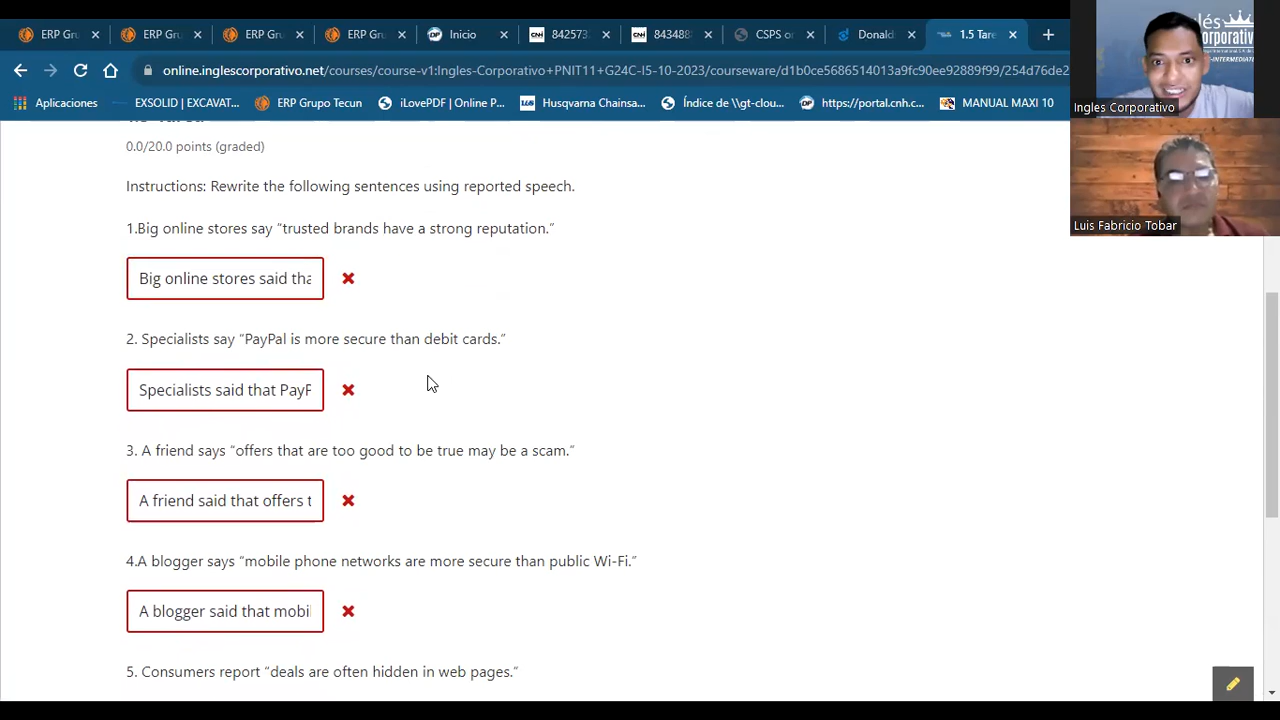 ERP Gru
ERP Gru
ERP Gru
ERP Gru
Inicio
842573
843488
CSPS on
Donald
1.5 Tare
online.inglescorporativo.net/courses/course-v1:Ingles-Corporativo+PNIT11+G24C-I5-10-2023/courseware/d1b0ce5686514013a9fc90ee92889f99/254d76de2
Aplicaciones
EXSOLID | EXCAVAT...
ERP Grupo Tecun
iLovePDF | Online P...
Husqvarna Chainsa...
Índice de \\gt-clou...
https://portal.cnh.c...
MANUAL MAXI 10
Ingles Corporativo
Luis Fabricio Tobar
0.0/20.0 points (graded)
Instructions: Rewrite the following sentences using reported speech.
1.Big online stores say “trusted brands have a strong reputation.”
Big online stores said tha
2. Specialists say “PayPal is more secure than debit cards.”
Specialists said that PayP
3. A friend says “offers that are too good to be true may be a scam.”
A friend said that offers t
4.A blogger says “mobile phone networks are more secure than public Wi-Fi.”
A blogger said that mobi
5. Consumers report “deals are often hidden in web pages.”